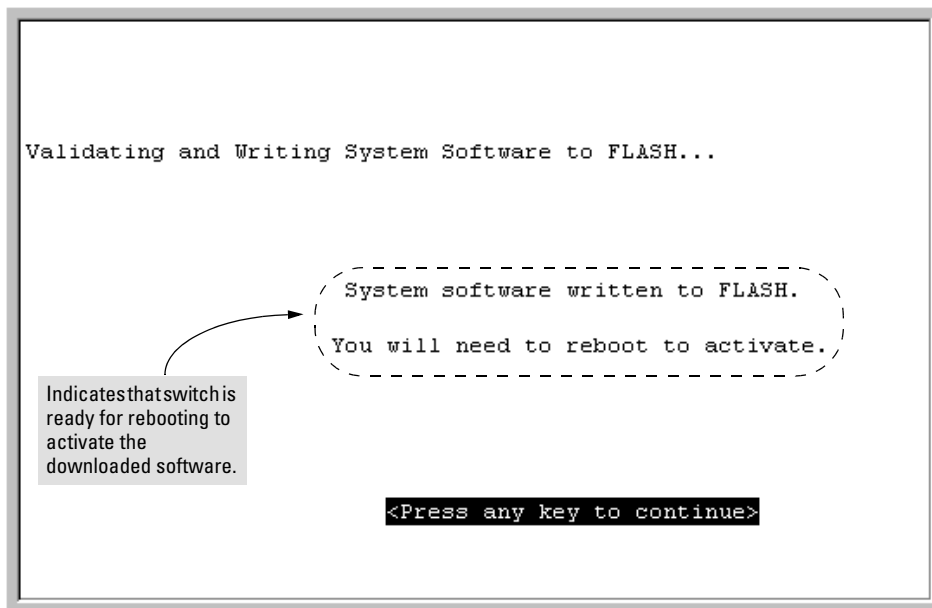 Validating and Writing System Software to FLASH...
System software written to FLASH.
You will need to reboot to activate.
Indicates that switch is
ready for rebooting to
activate the
downloaded software.
<Press any key to continue>